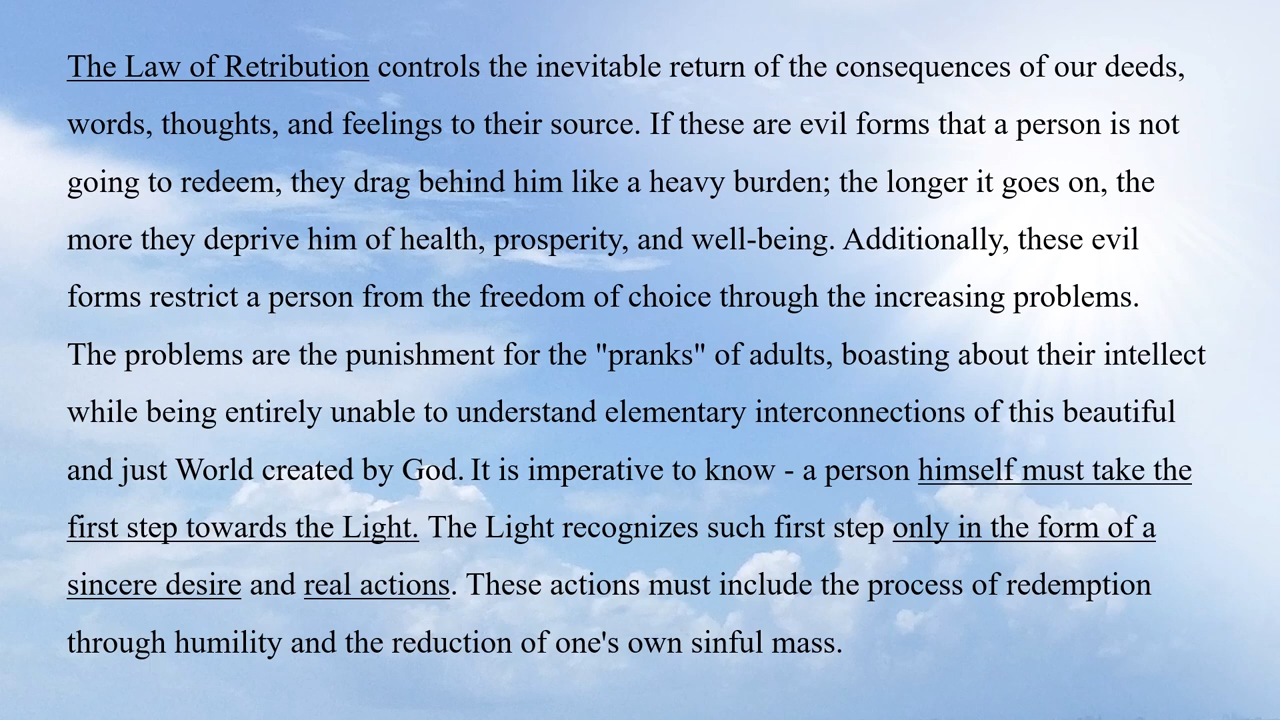 The Law of Retribution controls the inevitable return of the consequences of our deeds,
words, thoughts, and feelings to their source. If these are evil forms that a person is not
going to redeem, they drag behind him like a heavy burden; the longer it goes on, the
more they deprive him of health, prosperity, and well-being. Additionally, these evil
forms restrict a person from the freedom of choice through the increasing problems.
The problems are the punishment for the "pranks" of adults, boasting about their intellect
while being entirely unable to understand elementary interconnections of this beautiful
and just World created by God. It is imperative to know - a person himself must take the
first step towards the Light. The Light recognizes such first step only in the form of a
sincere desire and real actions. These actions must include the process of redemption
through humility and the reduction of one's own sinful mass.